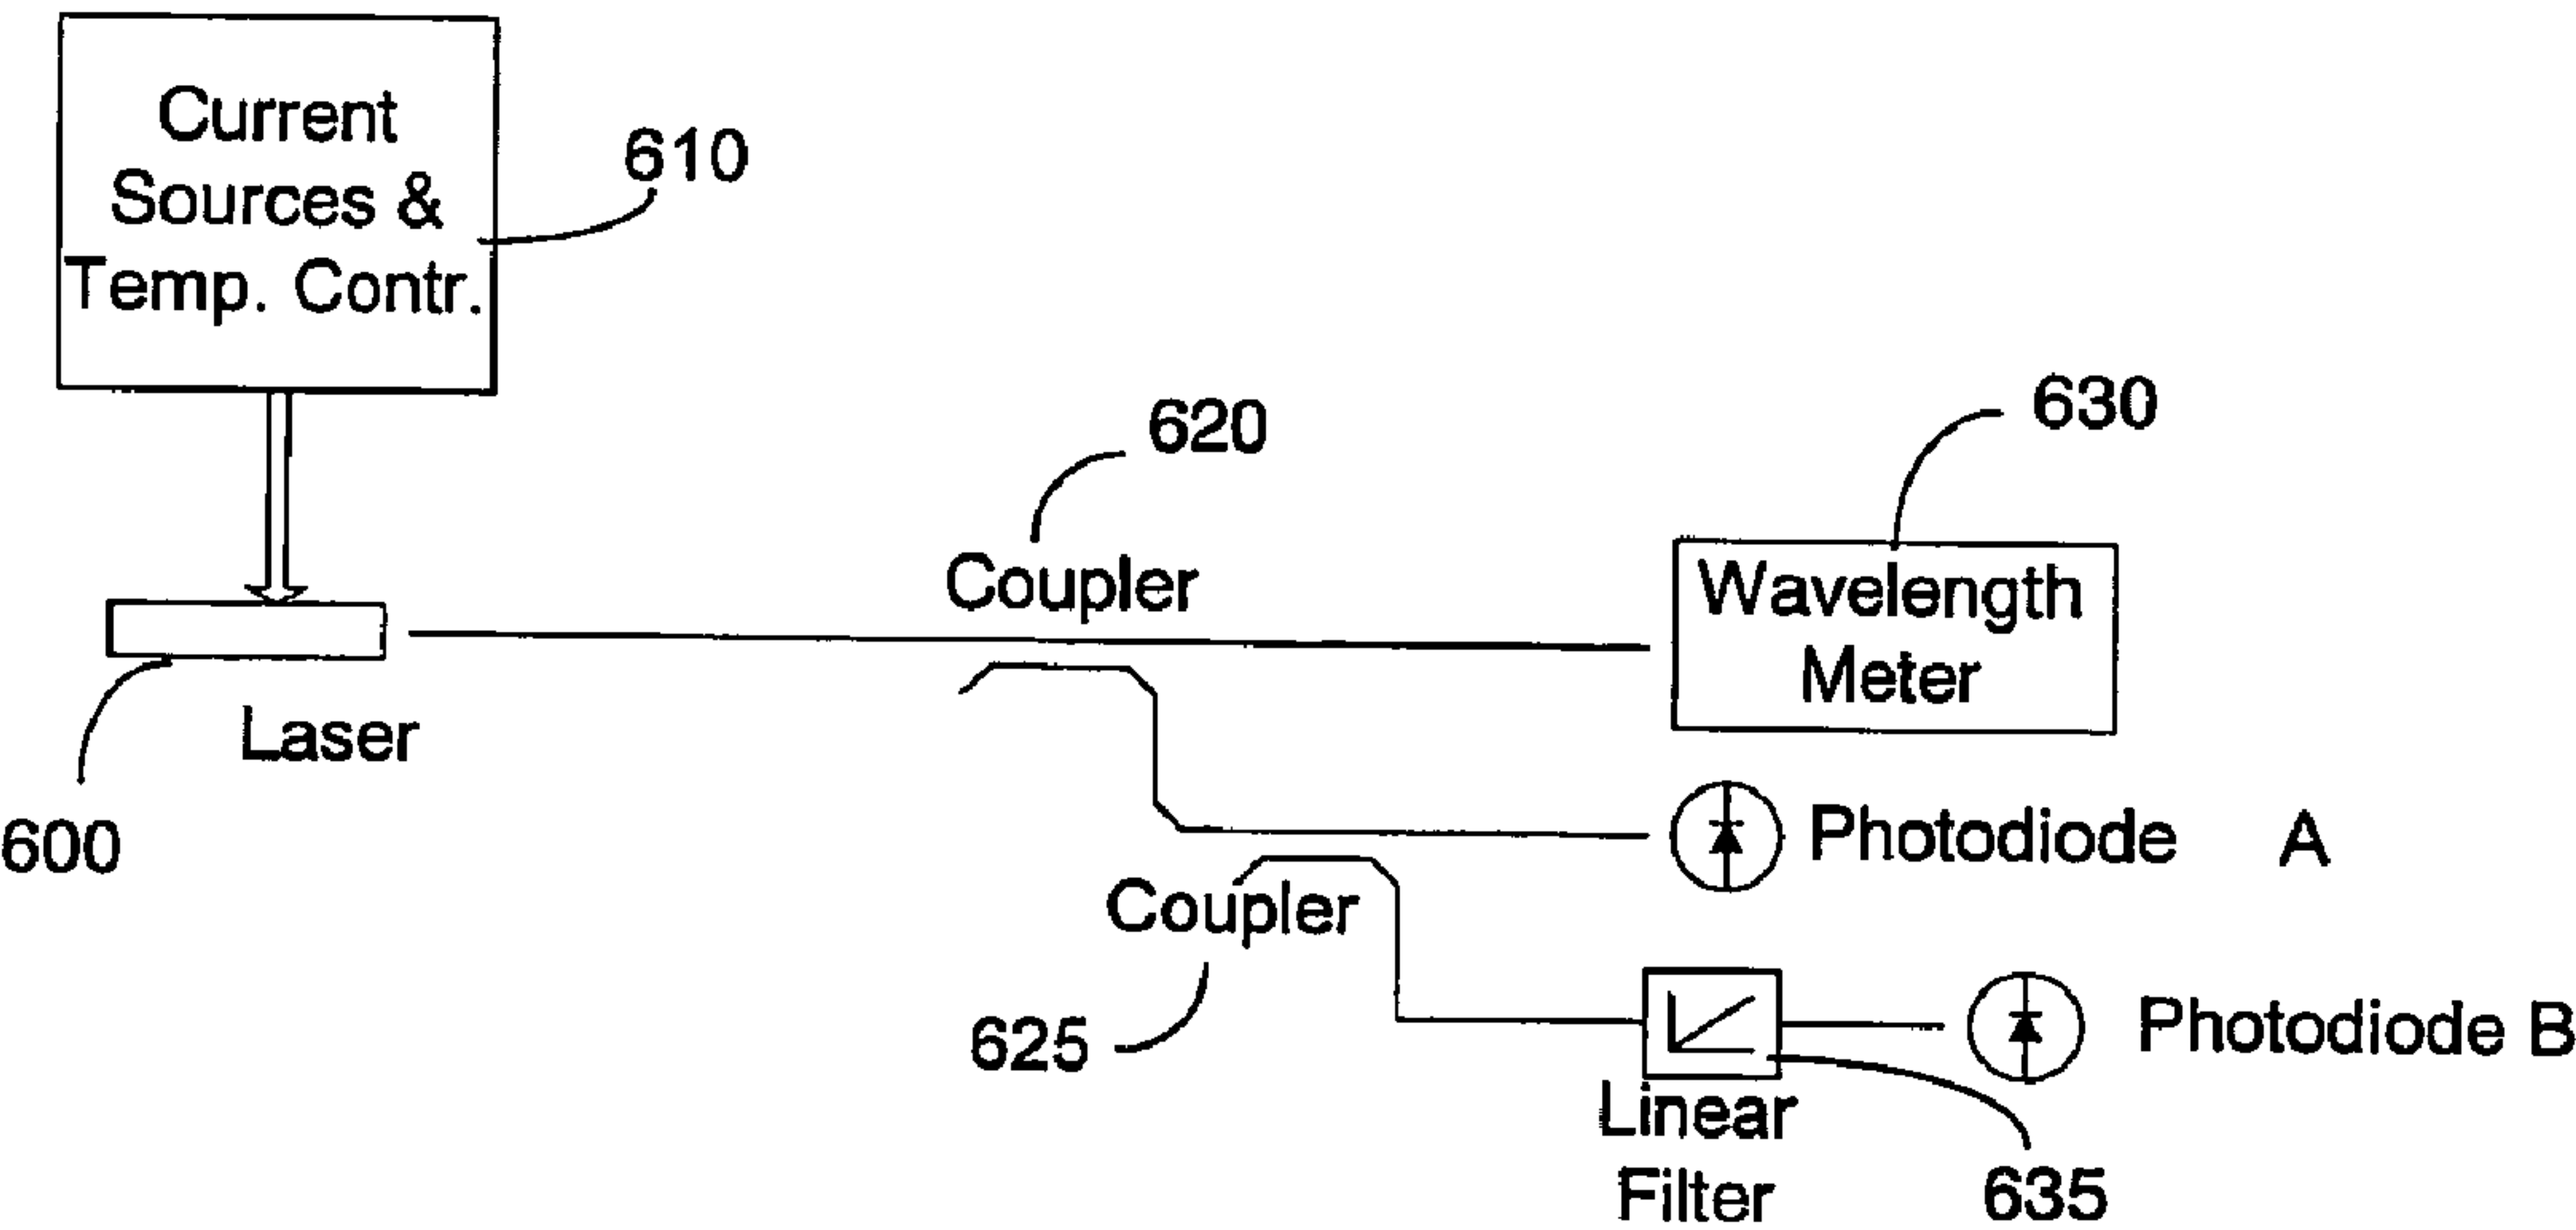 Current
Sources &
Temp. Contr.
610
620
630
Coupler
Wavelength
Meter
Laser
600
Photodiode A
Coupler
625
Photodiode B
Linear
Filter
635